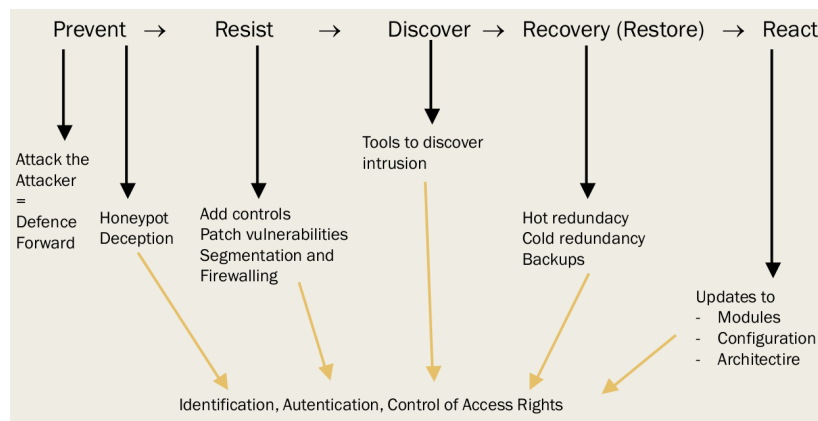 Prevent → Resist → Discover → Recovery (Restore) → React
Attack the
Attacker
=
Defence
Forward
Honeypot
Deception
Add controls
Patch vulnerabilities
Segmentation and
Firewalling
Tools to discover
intrusion
Hot redundacy
Cold redundancy
Backups
Updates to
- Modules
- Configuration
- Architectire
Identification, Autentication, Control of Access Rights